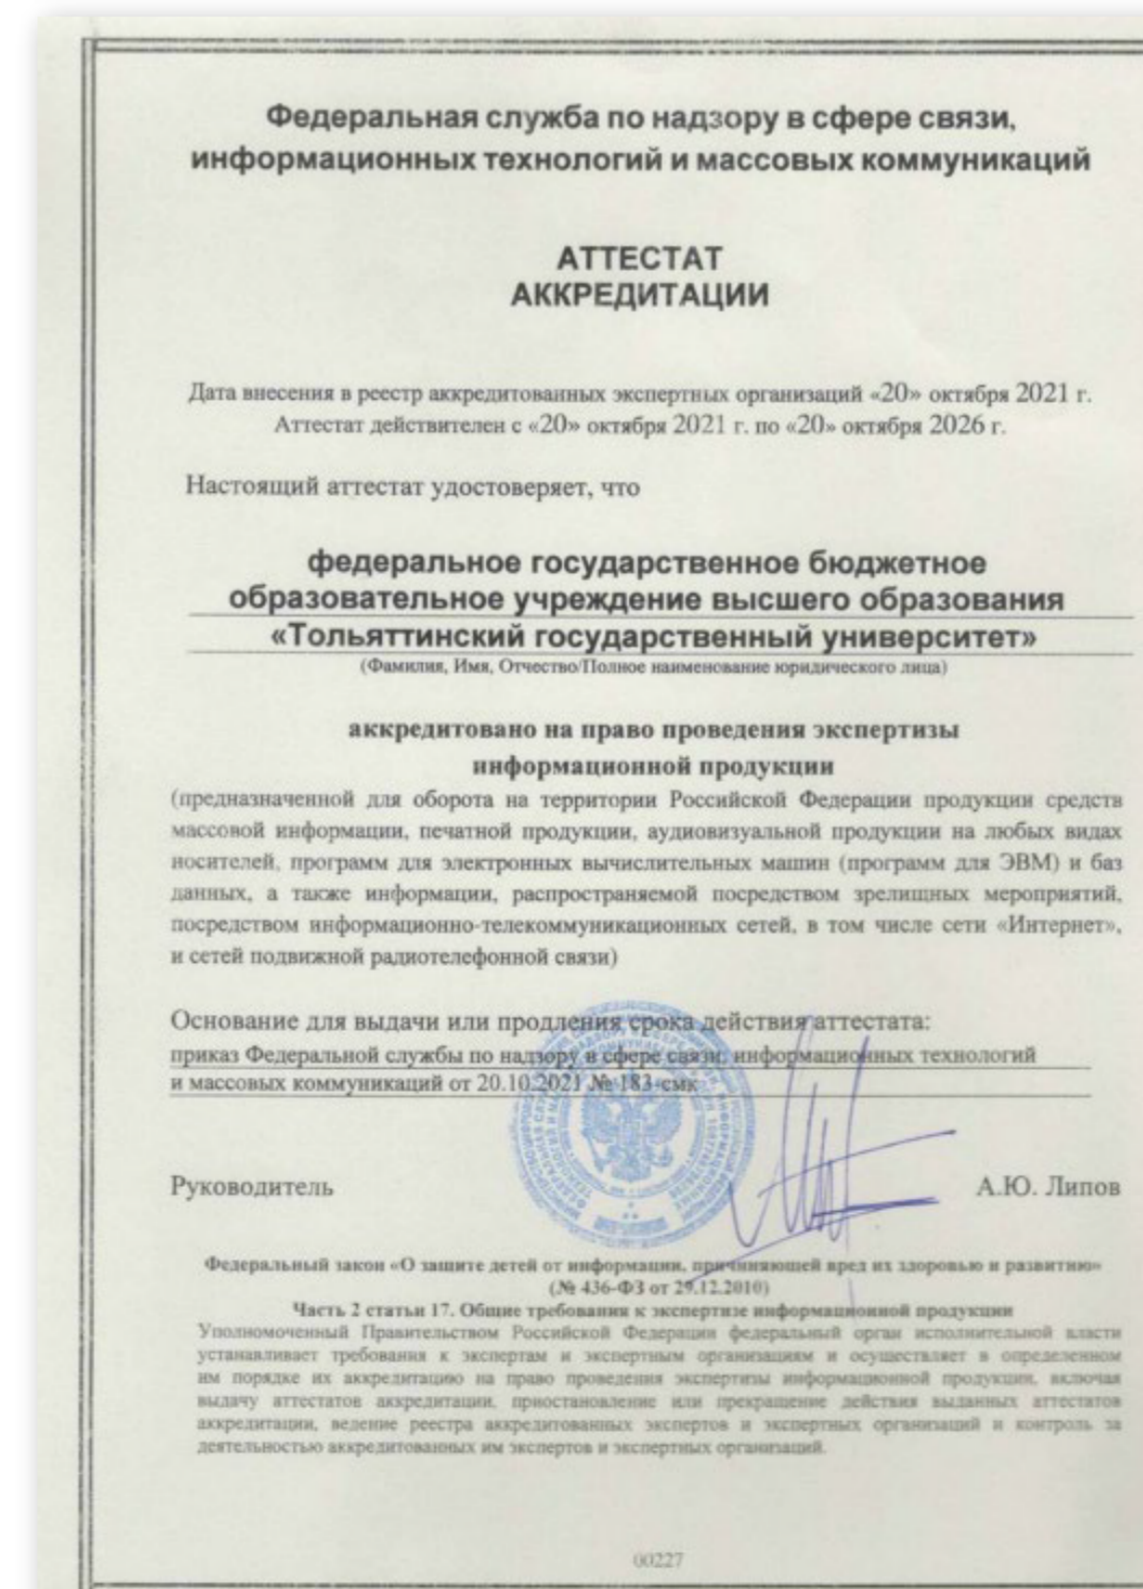 Федеральная служба по надзору в сфере связи,
информационных технологий и массовых коммуникаций
АТТЕСТАТ
АККРЕДИТАЦИИ
Дата внесения в реестр аккредитованных экспертных организаций «20» октября 2021 г.
Аттестат действителен с «20» октября 2021 г. по «20» октября 2026 г.
Настоящий аттестат удостоверяет, что
федеральное государственное бюджетное
образовательное учреждение высшего образования
«Тольяттинский государственный университет»
(Фамилия, Имя, Отчество/Полное наименование юридического лица)
аккредитовано на право проведения экспертизы
информационной продукции
(предназначенной для оборота на территории Российской Федерации продукции средств
массовой информации, печатной продукции, аудиовизуальной продукции на любых видах
носителей, программ для электронных вычислительных машин (программ для ЭВМ) и баз
данных, а также информации, распространяемой посредством зрелищных мероприятий,
посредством информационно-телекоммуникационных сетей, в том числе сети «Интернет»,
и сетей подвижной радиотелефонной связи)
Основание для выдачи или продления срока действия аттестата:
приказ Федеральной службы по надзору в сфере связи, информационных технологий
и массовых коммуникаций от 20.10.2021 № 183-смк
Руководитель
А.Ю. Липов
Федеральный закон «О защите детей от информации, причиняющей вред их здоровью и развитию»
(№ 436-ФЗ от 29.12.2010)
Часть 2 статьи 17. Общие требования к экспертизе информационной продукции
Уполномоченный Правительством Российской Федерации федеральный орган исполнительной власти
устанавливает требования к экспертам и экспертным организациям и осуществляет в определенном
им порядке их аккредитацию на право проведения экспертизы информационной продукции, включая
выдачу аттестатов аккредитации, приостановление или прекращение действия выданных аттестатов
аккредитации, ведение реестра аккредитованных экспертов и экспертных организаций и контроль за
деятельностью аккредитованных им экспертов и экспертных организаций.
00227